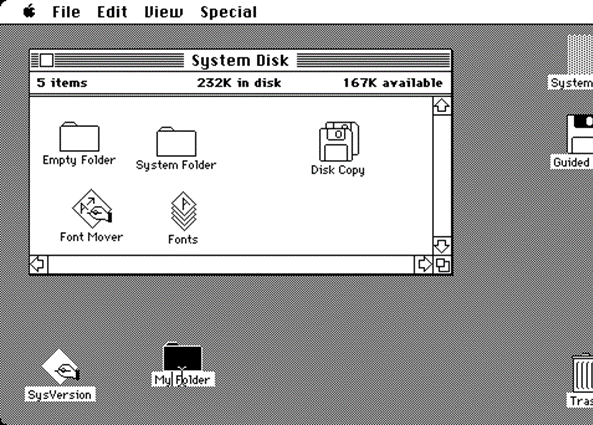 File Edit View Special
System Disk
5 items 232K in disk 167K available
Empty Folder
System Folder
Disk Copy
Font Mover
Fonts
System
Guided
SysVersion
My Folder
Tras